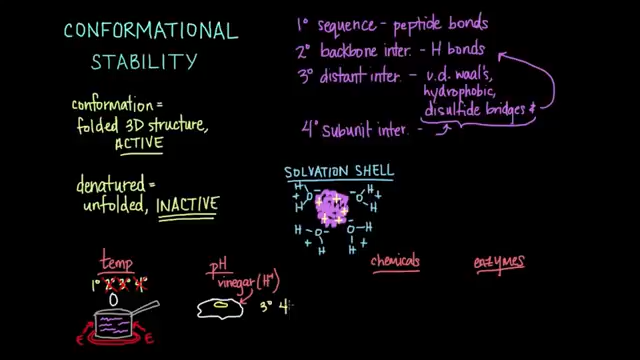 CONFORMATIONAL
STABILITY
conformation =
folded 3D structure,
ACTIVE
denatured =
unfolded, INACTIVE
1° sequence - peptide bonds
2° backbone inter. - H bonds
3° distant inter. - v.d. waal's,
hydrophobic,
disulfide bridges &
4° subunit inter. -
SOLVATION SHELL
H O H
H O H
H O H
H O H
temp
1° 2° 3° 4°
E E
pH
vinegar (H+)
3° 4
chemicals
enzymes